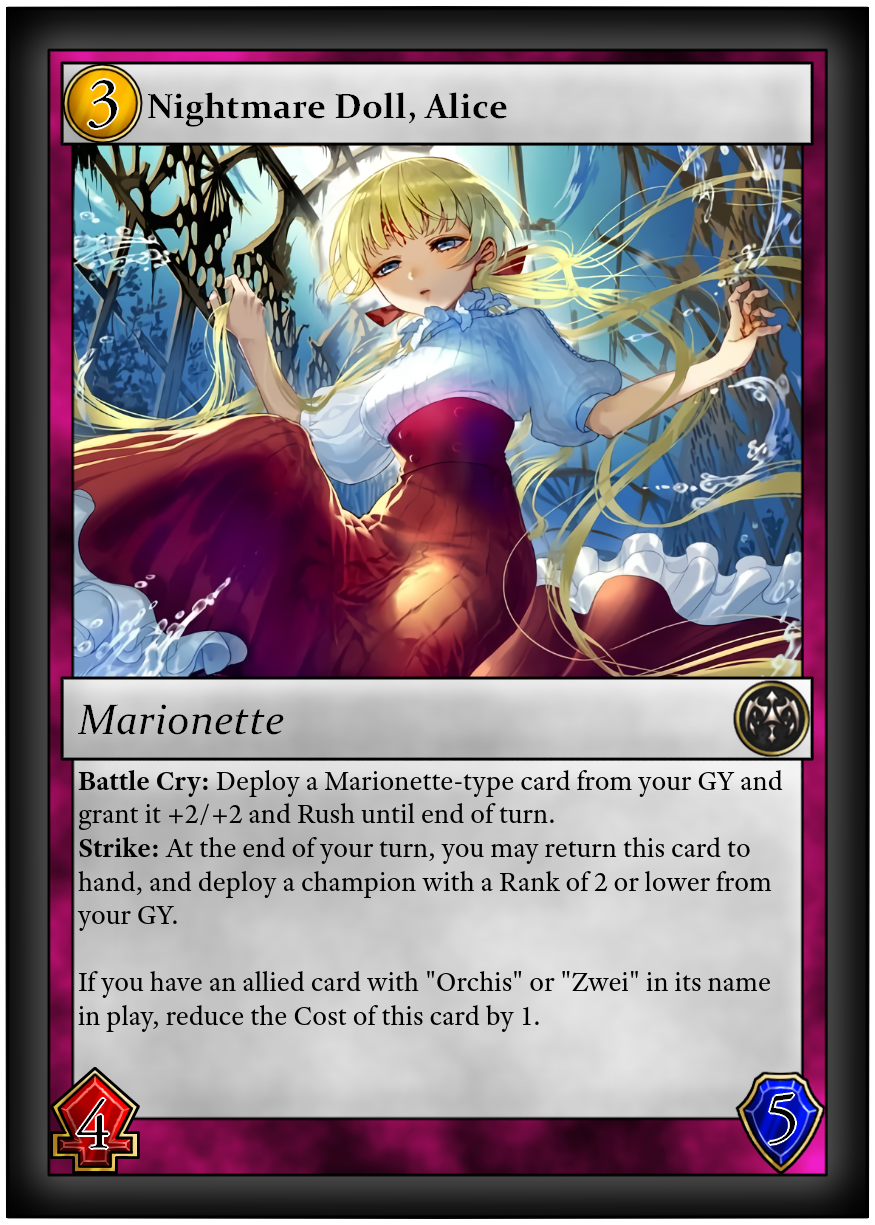 3
Nightmare Doll, Alice
Marionette
Battle Cry: Deploy a Marionette-type card from your GY and
grant it +2/+2 and Rush until end of turn.
Strike: At the end of your turn, you may return this card to
hand, and deploy a champion with a Rank of 2 or lower from
your GY.
If you have an allied card with "Orchis" or "Zwei" in its name
in play, reduce the Cost of this card by 1.
4
5